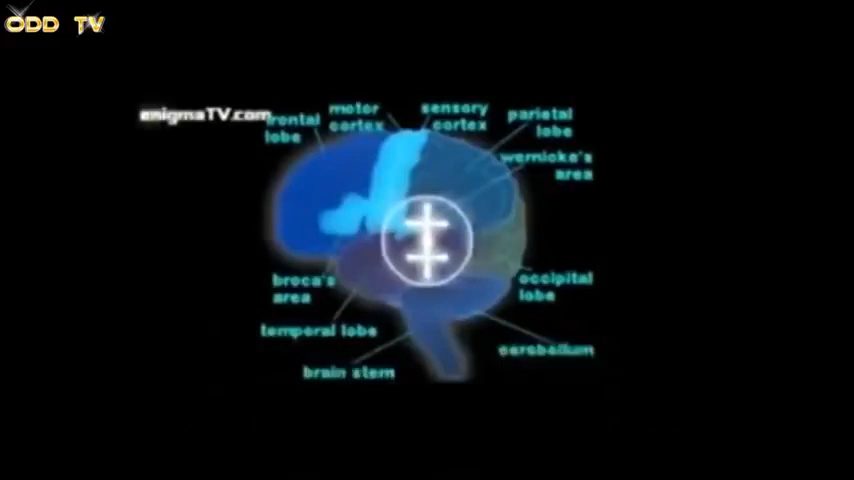 ODD TV
enigmaTV.com
frontal
lobe
motor
cortex
sensory
cortex
parietal
lobe
wernicke's
area
broca's
area
occipital
lobe
temporal lobe
cerebellum
brain stem